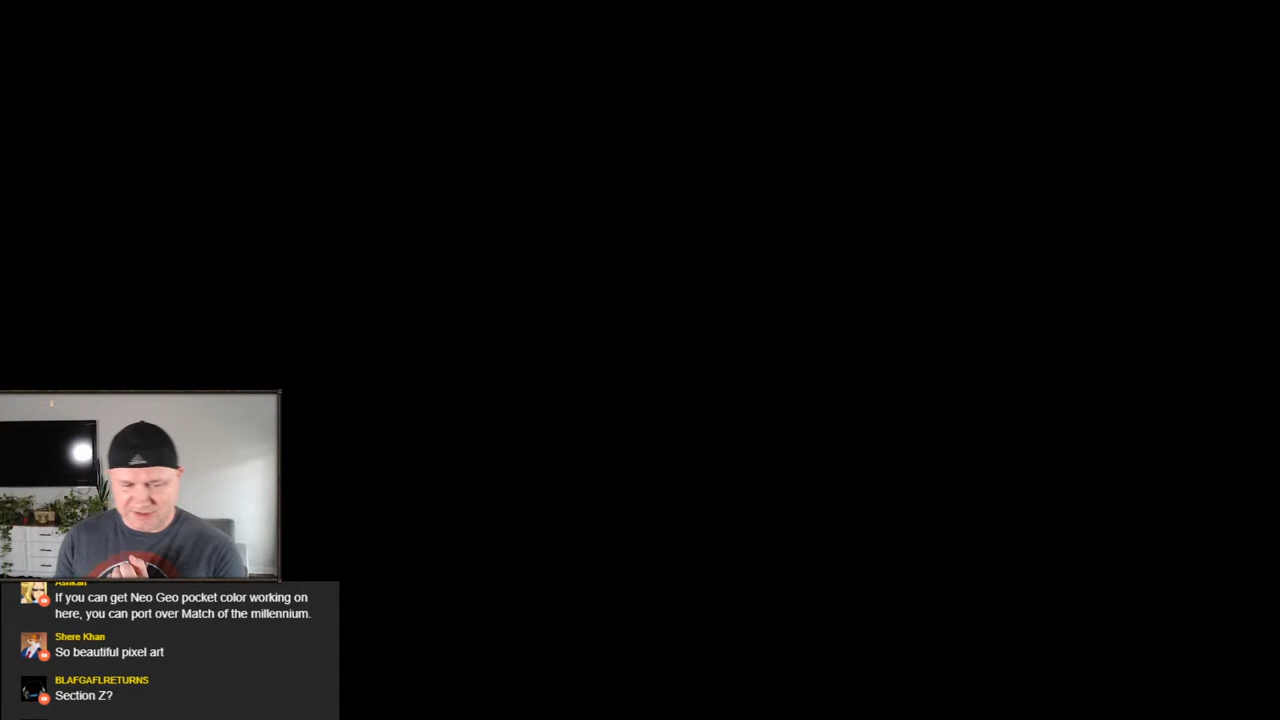 Ashkan
If you can get Neo Geo pocket color working on
here, you can port over Match of the millennium.
Shere Khan
So beautiful pixel art
BLAFGAFLRETURNS
Section Z?